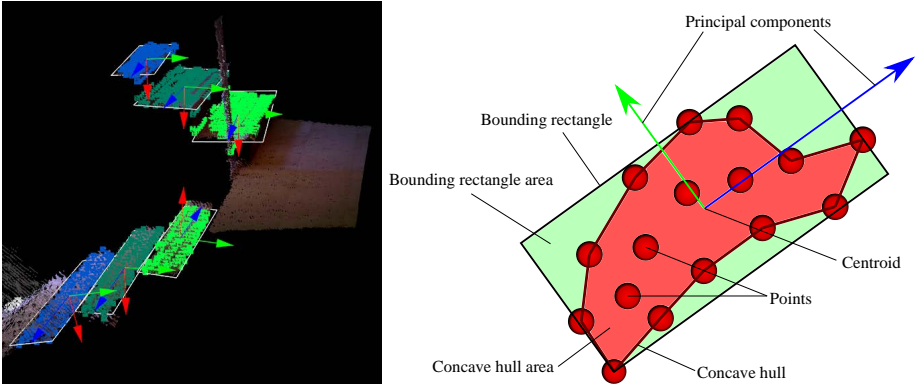 Principal components
Bounding rectangle
Bounding rectangle area
Centroid
Points
Concave hull area
Concave hull